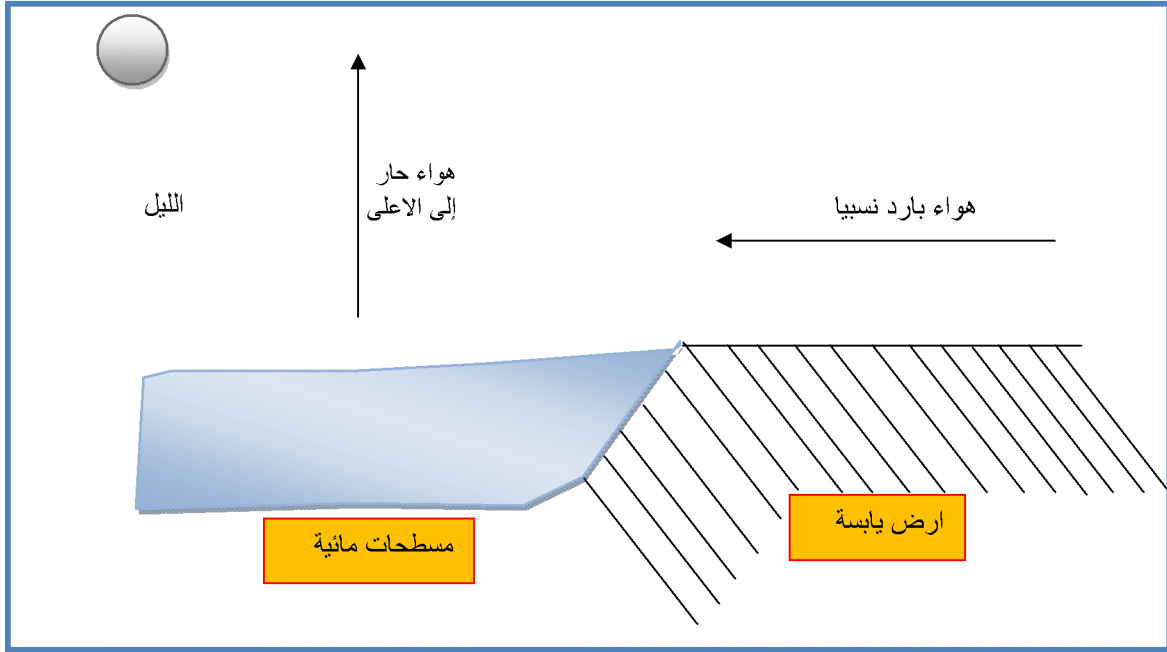 هواء حار
إلى الاعلى
هواء بارد نسبيا
الليل
ارض يابسة
مسطحات مائية